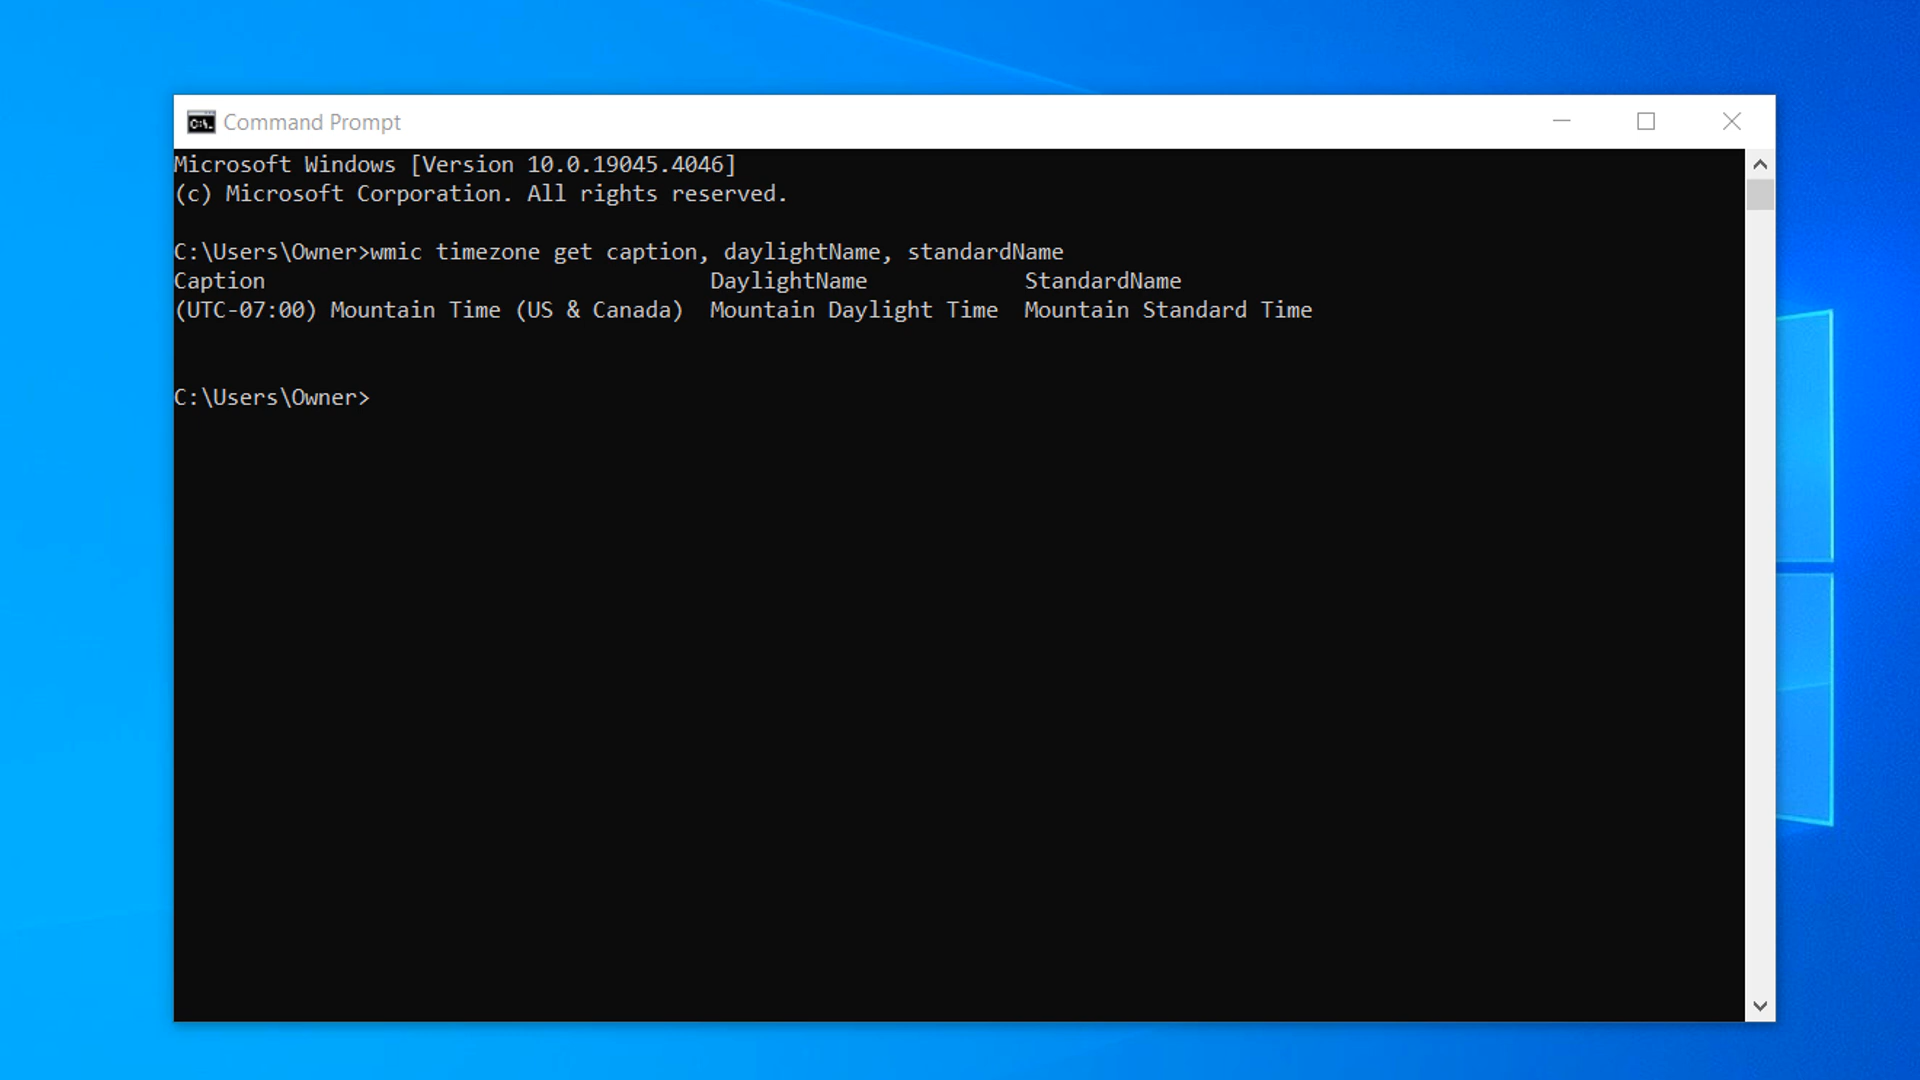 Command Prompt
Microsoft Windows [Version 10.0.19045.4046]
(c) Microsoft Corporation. All rights reserved.
C:\Users\Owner>wmic timezone get caption, daylightName, standardName
Caption DaylightName StandardName
(UTC-07:00) Mountain Time (US & Canada) Mountain Daylight Time Mountain Standard Time
C:\Users\Owner>